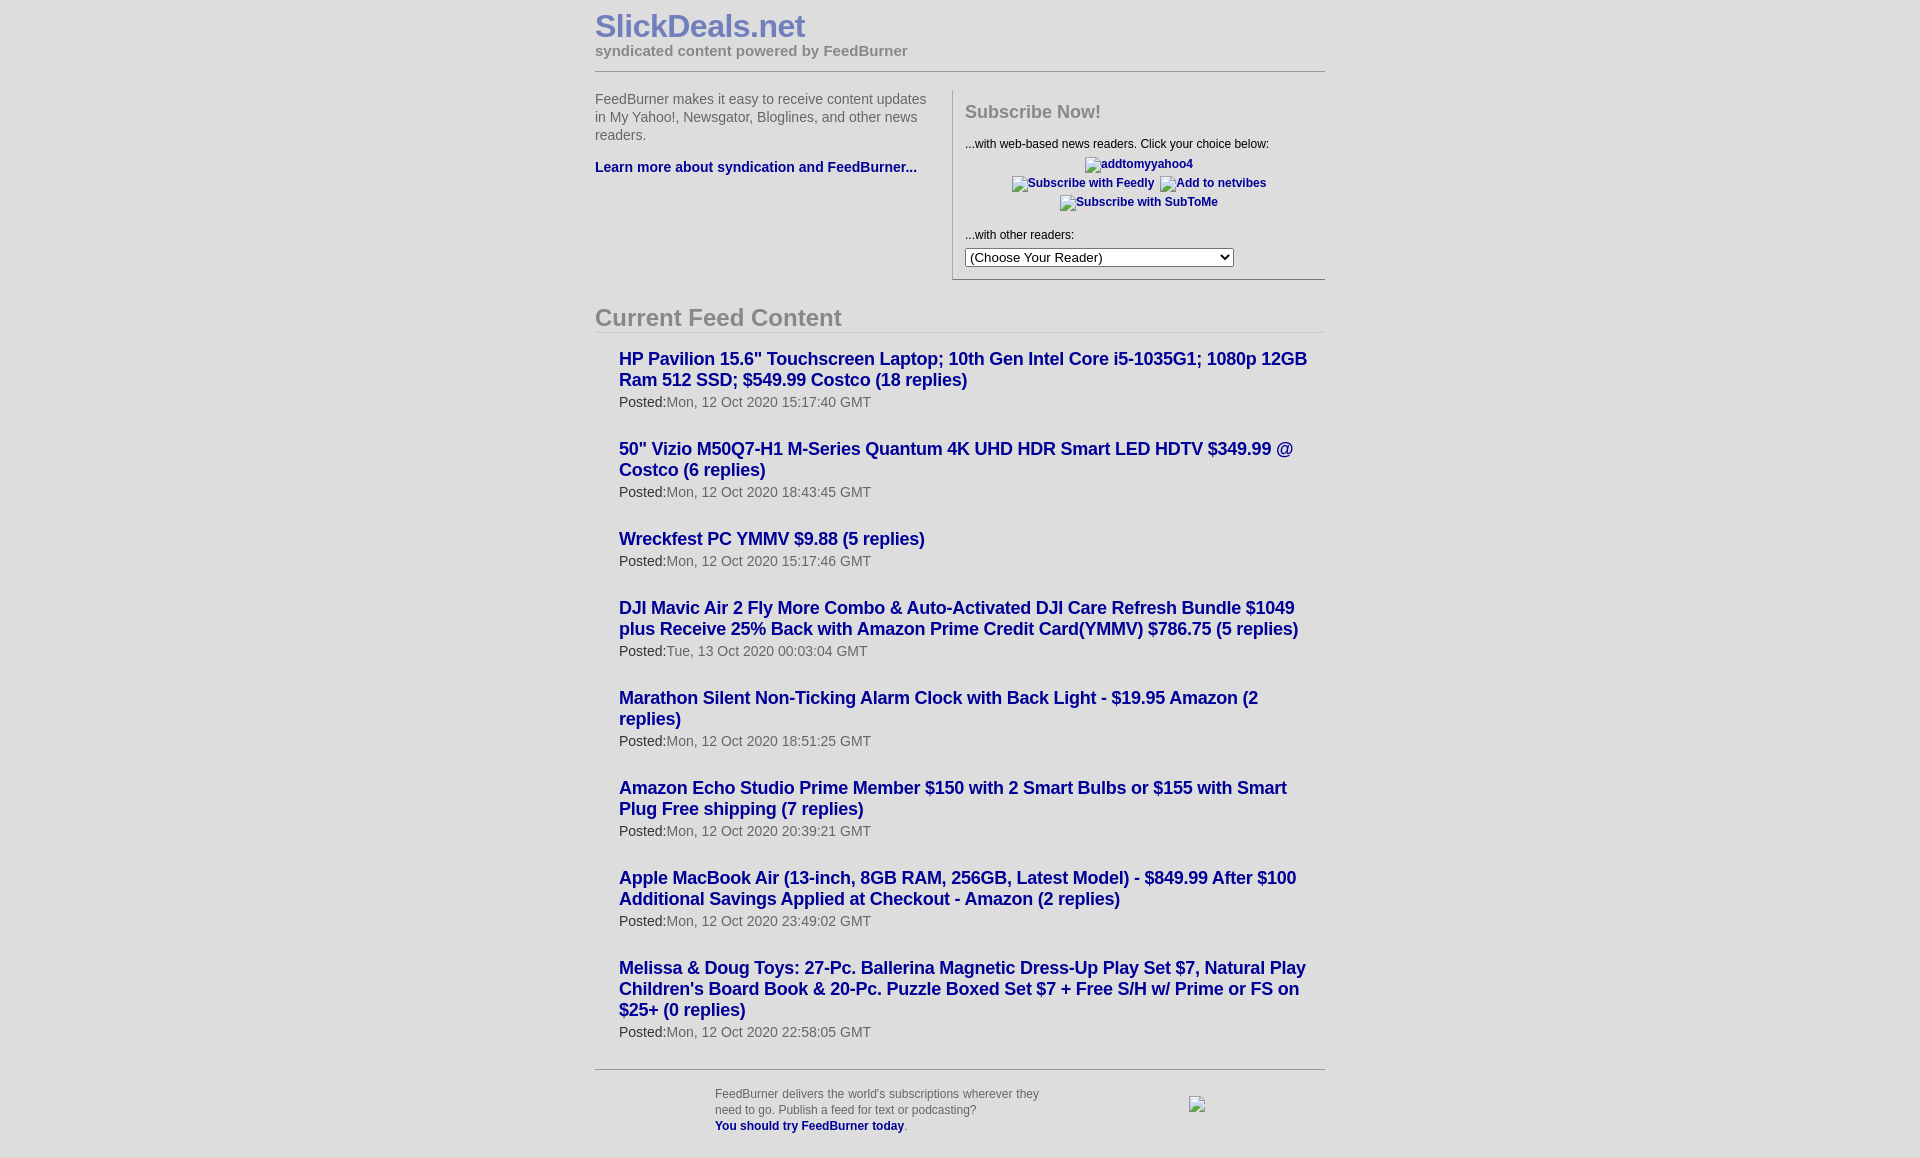 SlickDeals.net
syndicated content powered by FeedBurner
FeedBurner makes it easy to receive content updates
in My Yahoo!, Newsgator, Bloglines, and other news
readers.
Learn more about syndication and FeedBurner...
Subscribe Now!
...with web-based news readers. Click your choice below:
addtomyyahoo4
Subscribe with Feedly Add to netvibes
Subscribe with SubToMe
...with other readers:
(Choose Your Reader)
Current Feed Content
HP Pavilion 15.6" Touchscreen Laptop; 10th Gen Intel Core i5-1035G1; 1080p 12GB
Ram 512 SSD; $549.99 Costco (18 replies)
Posted:Mon, 12 Oct 2020 15:17:40 GMT
50" Vizio M50Q7-H1 M-Series Quantum 4K UHD HDR Smart LED HDTV $349.99 @
Costco (6 replies)
Posted:Mon, 12 Oct 2020 18:43:45 GMT
Wreckfest PC YMMV $9.88 (5 replies)
Posted:Mon, 12 Oct 2020 15:17:46 GMT
DJI Mavic Air 2 Fly More Combo & Auto-Activated DJI Care Refresh Bundle $1049
plus Receive 25% Back with Amazon Prime Credit Card(YMMV) $786.75 (5 replies)
Posted:Tue, 13 Oct 2020 00:03:04 GMT
Marathon Silent Non-Ticking Alarm Clock with Back Light - $19.95 Amazon (2
replies)
Posted:Mon, 12 Oct 2020 18:51:25 GMT
Amazon Echo Studio Prime Member $150 with 2 Smart Bulbs or $155 with Smart
Plug Free shipping (7 replies)
Posted:Mon, 12 Oct 2020 20:39:21 GMT
Apple MacBook Air (13-inch, 8GB RAM, 256GB, Latest Model) - $849.99 After $100
Additional Savings Applied at Checkout - Amazon (2 replies)
Posted:Mon, 12 Oct 2020 23:49:02 GMT
Melissa & Doug Toys: 27-Pc. Ballerina Magnetic Dress-Up Play Set $7, Natural Play
Children's Board Book & 20-Pc. Puzzle Boxed Set $7 + Free S/H w/ Prime or FS on
$25+ (0 replies)
Posted:Mon, 12 Oct 2020 22:58:05 GMT
FeedBurner delivers the world's subscriptions wherever they
need to go. Publish a feed for text or podcasting?
You should try FeedBurner today.